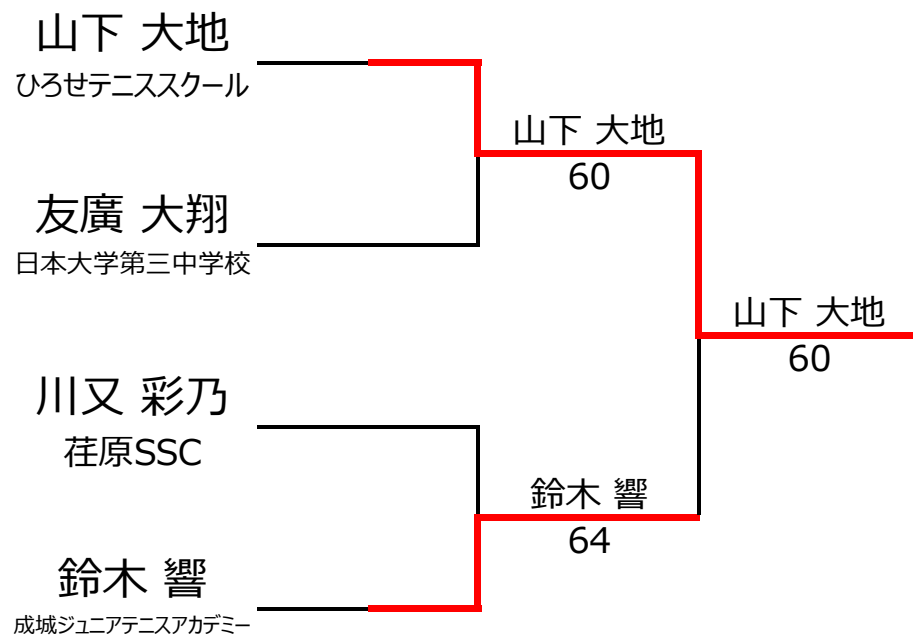 山下 大地
ひろせテニススクール
山下 大地
60
友廣 大翔
日本大学第三中学校
山下 大地
60
川又 彩乃
荏原SSC
鈴木 響
64
鈴木 響
成城ジュニアテニスアカデミー